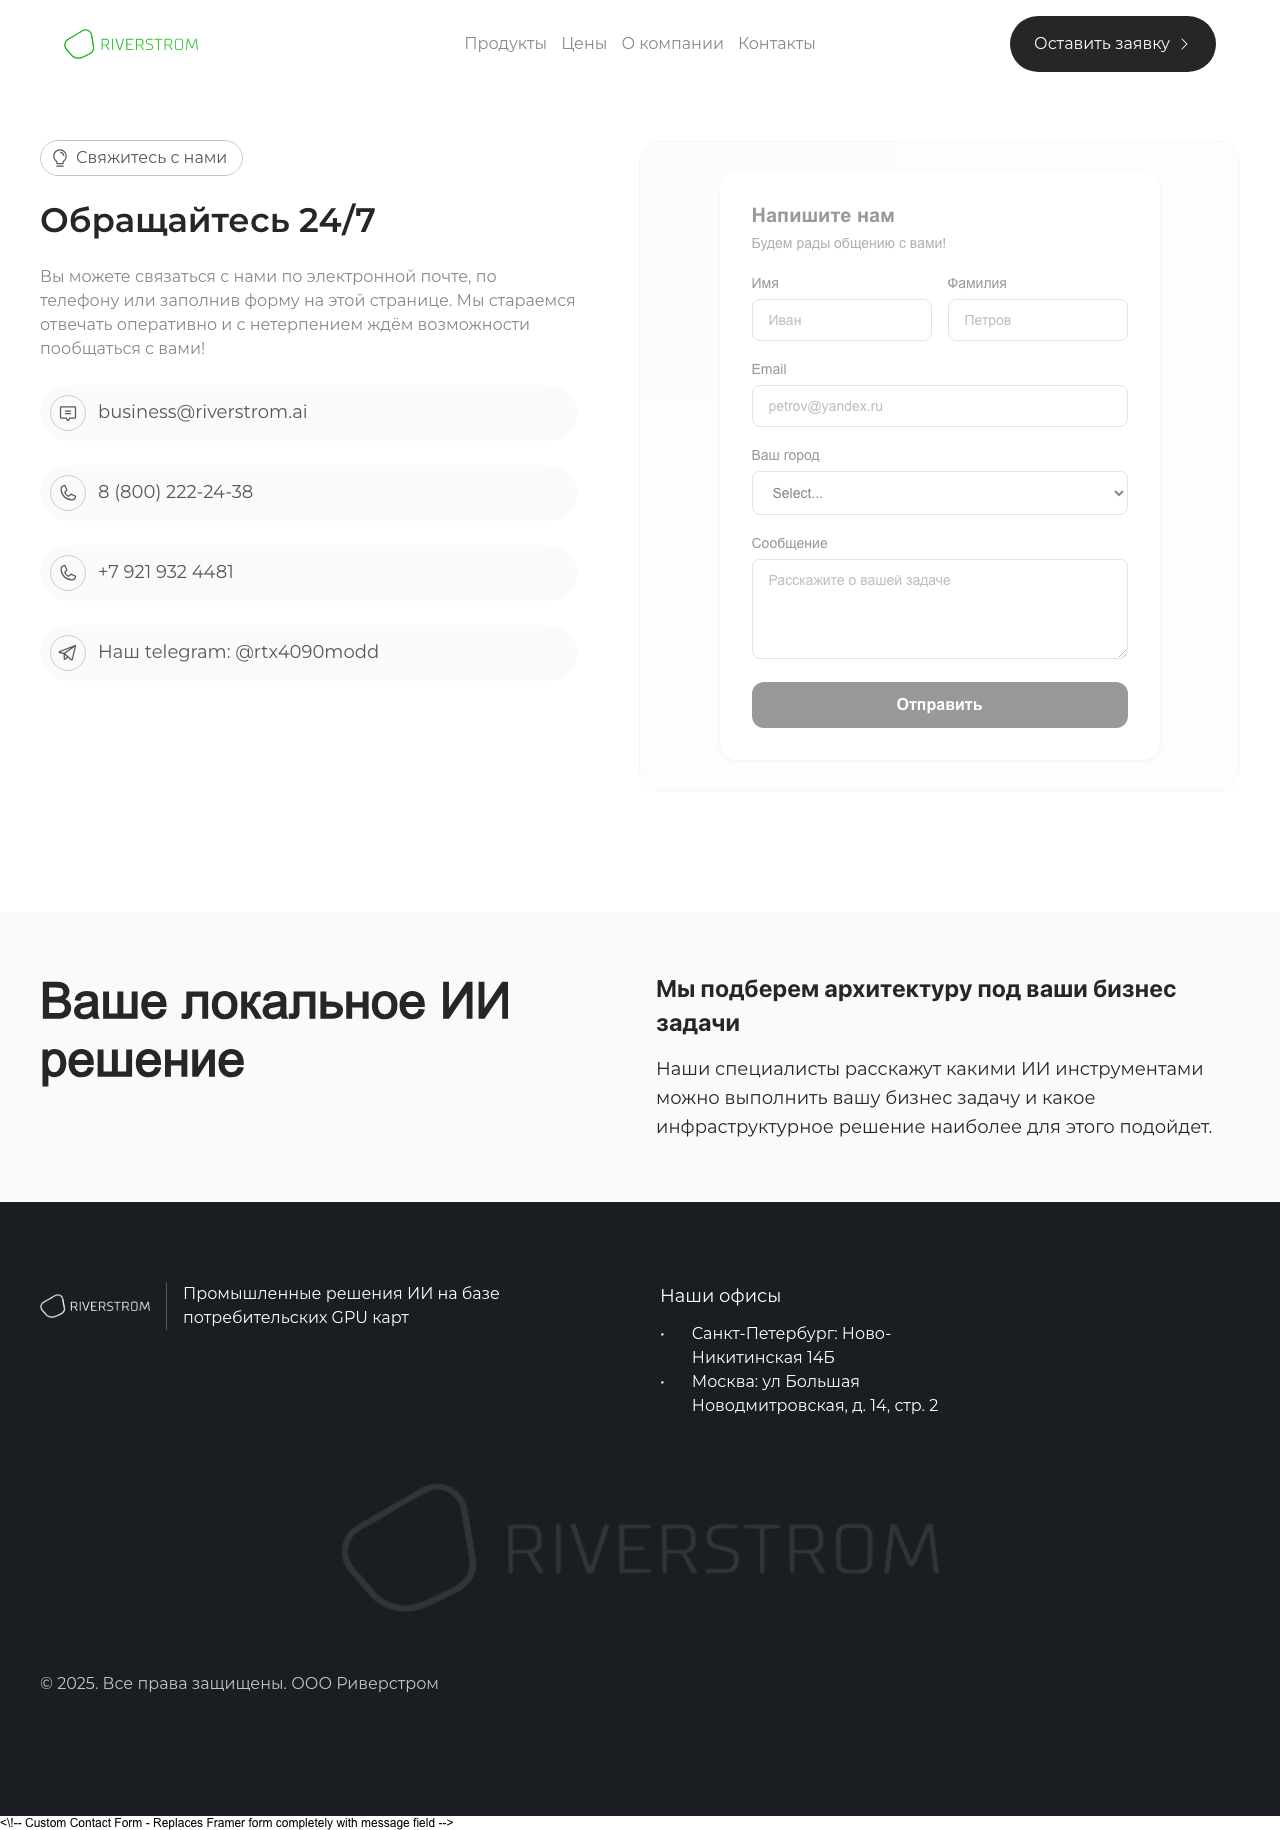 RIVERSTROM
Продукты Цены О компании Контакты
Оставить заявку
Свяжитесь с нами
Обращайтесь 24/7
Вы можете связаться с нами по электронной почте, по
телефону или заполнив форму на этой странице. Мы стараемся
отвечать оперативно и с нетерпением ждём возможности
пообщаться с вами!
business@riverstrom.ai
8 (800) 222-24-38
+7 921 932 4481
Наш telegram: @rtx4090modd
Напишите нам
Будем рады общению с вами!
Имя Фамилия
Иван Петров
Email
petrov@yandex.ru
Ваш город
Select...
Сообщение
Расскажите о вашей задаче
Отправить
Ваше локальное ИИ
решение
Мы подберем архитектуру под ваши бизнес
задачи
Наши специалисты расскажут какими ИИ инструментами
можно выполнить вашу бизнес задачу и какое
инфраструктурное решение наиболее для этого подойдет.
RIVERSTROM
Промышленные решения ИИ на базе
потребительских GPU карт
Наши офисы
• Санкт-Петербург: Ново-
Никитинская 14Б
• Москва: ул Большая
Новодмитровская, д. 14, стр. 2
RIVERSTROM
© 2025. Все права защищены. ООО Риверстром
<\!-- Custom Contact Form - Replaces Framer form completely with message field -->